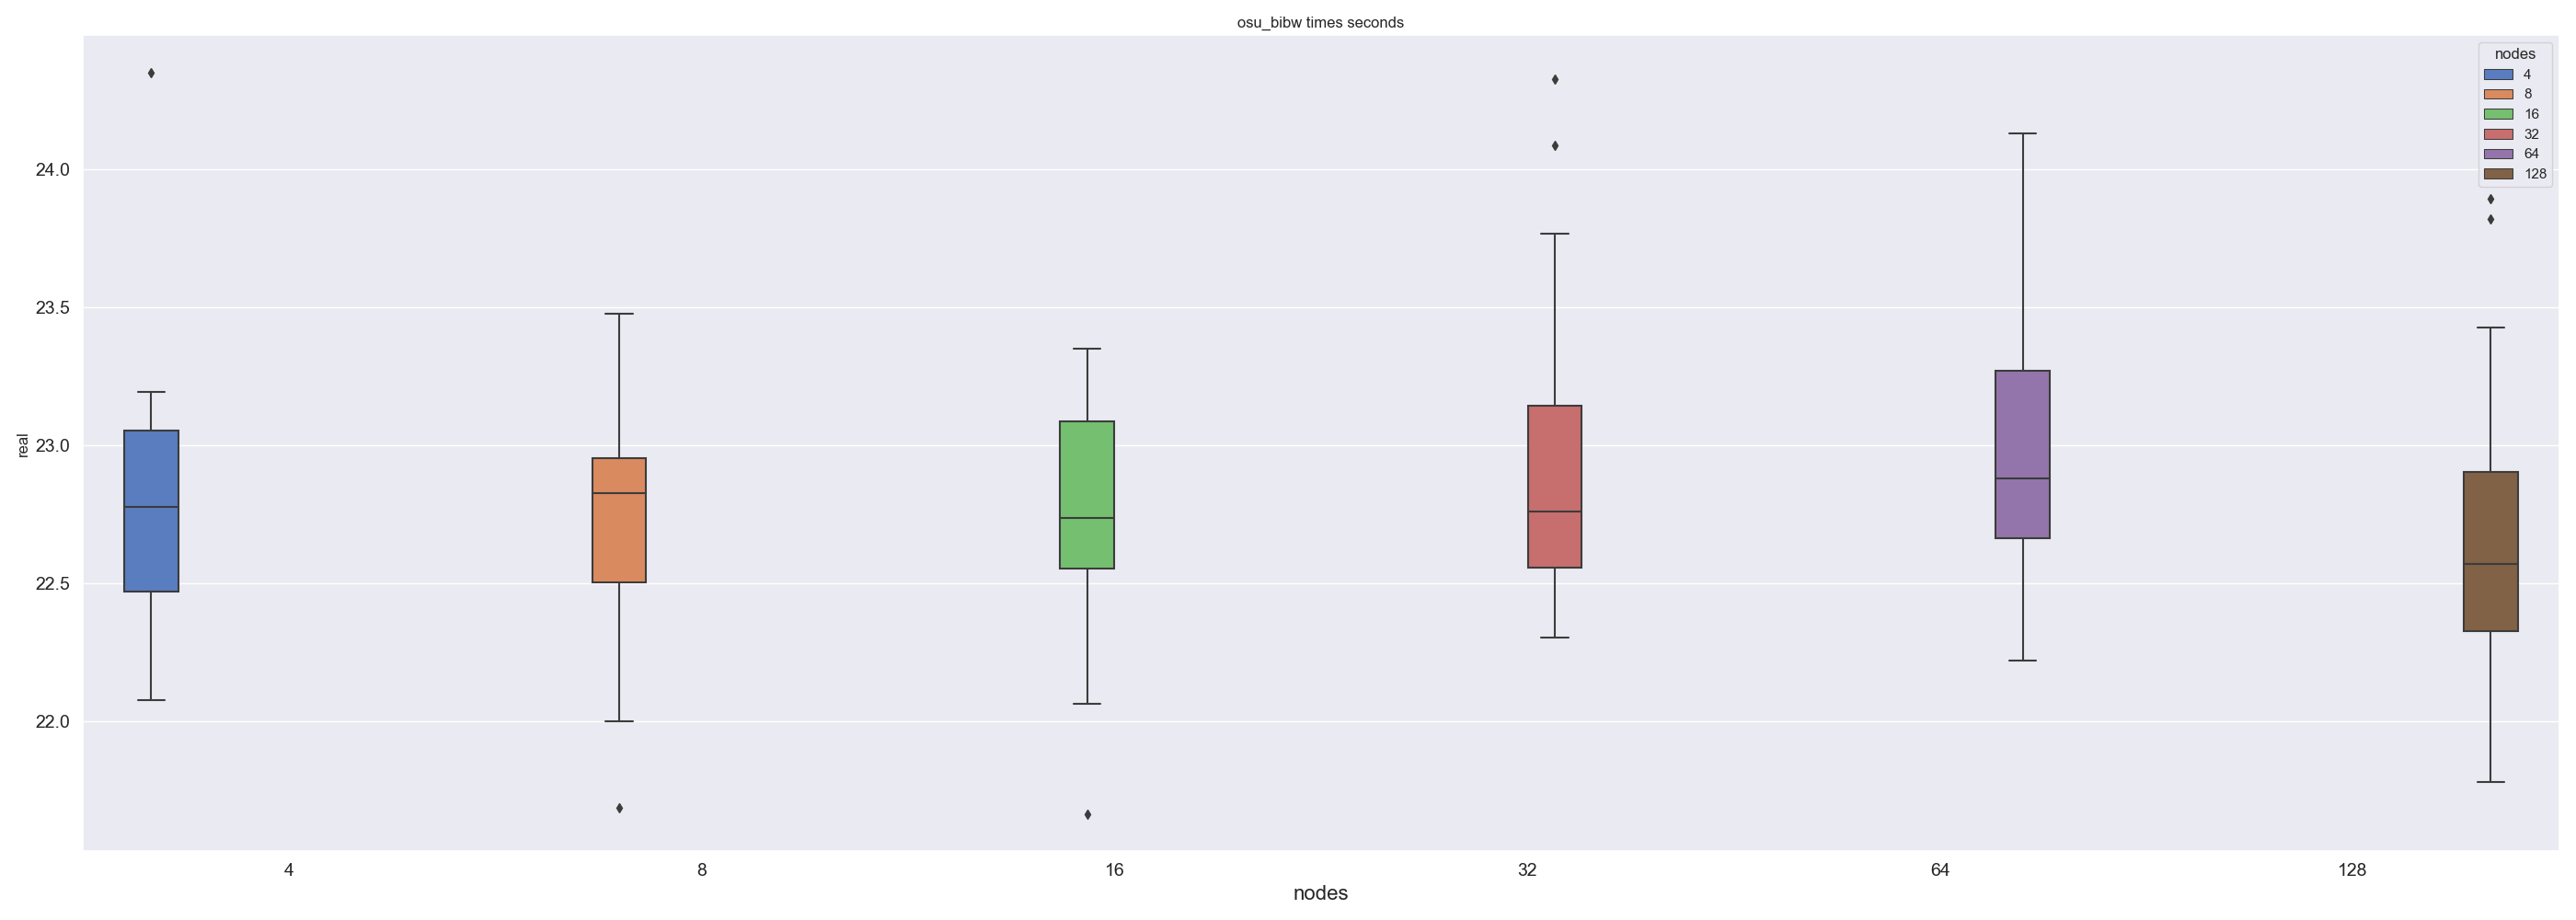 osu_bibw times seconds
nodes
4
8
16
32
64
128
24.0
23.5
23.0
22.5
22.0
real
4 8 16 32 64 128
nodes